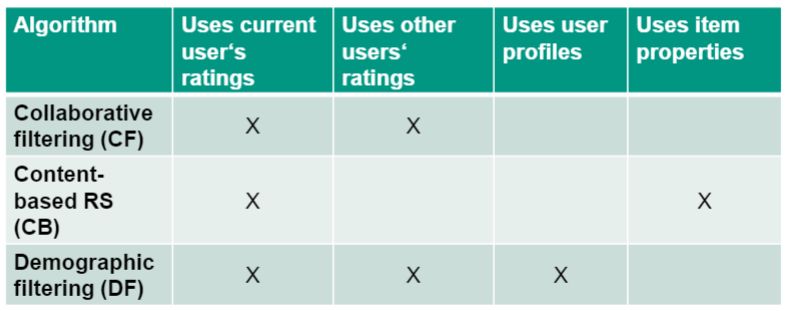 Algorithm
Uses current
user‘s
ratings
Uses other
users‘
ratings
Uses user
profiles
Uses item
properties
Collaborative
filtering (CF)
X
X
Content-
based RS
(CB)
X
X
Demographic
filtering (DF)
X
X
X